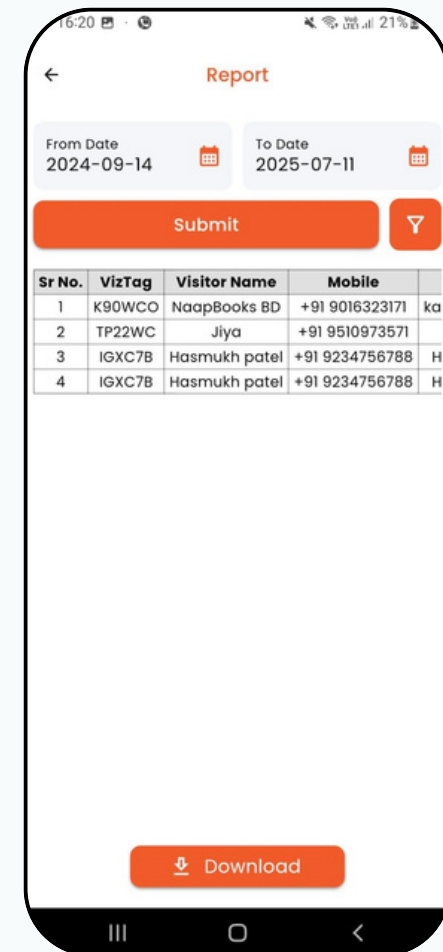 16:20 21%
Report
From Date To Date
2024-09-14 2025-07-11
Submit
Sr No. VizTag Visitor Name Mobile
1 K90WCO NaapBooks BD +91 9016323171 ka
2 TP22WC Jiya +91 9510973571
3 IGXC7B Hasmukh patel +91 9234756788 H
4 IGXC7B Hasmukh patel +91 9234756788 H
Download